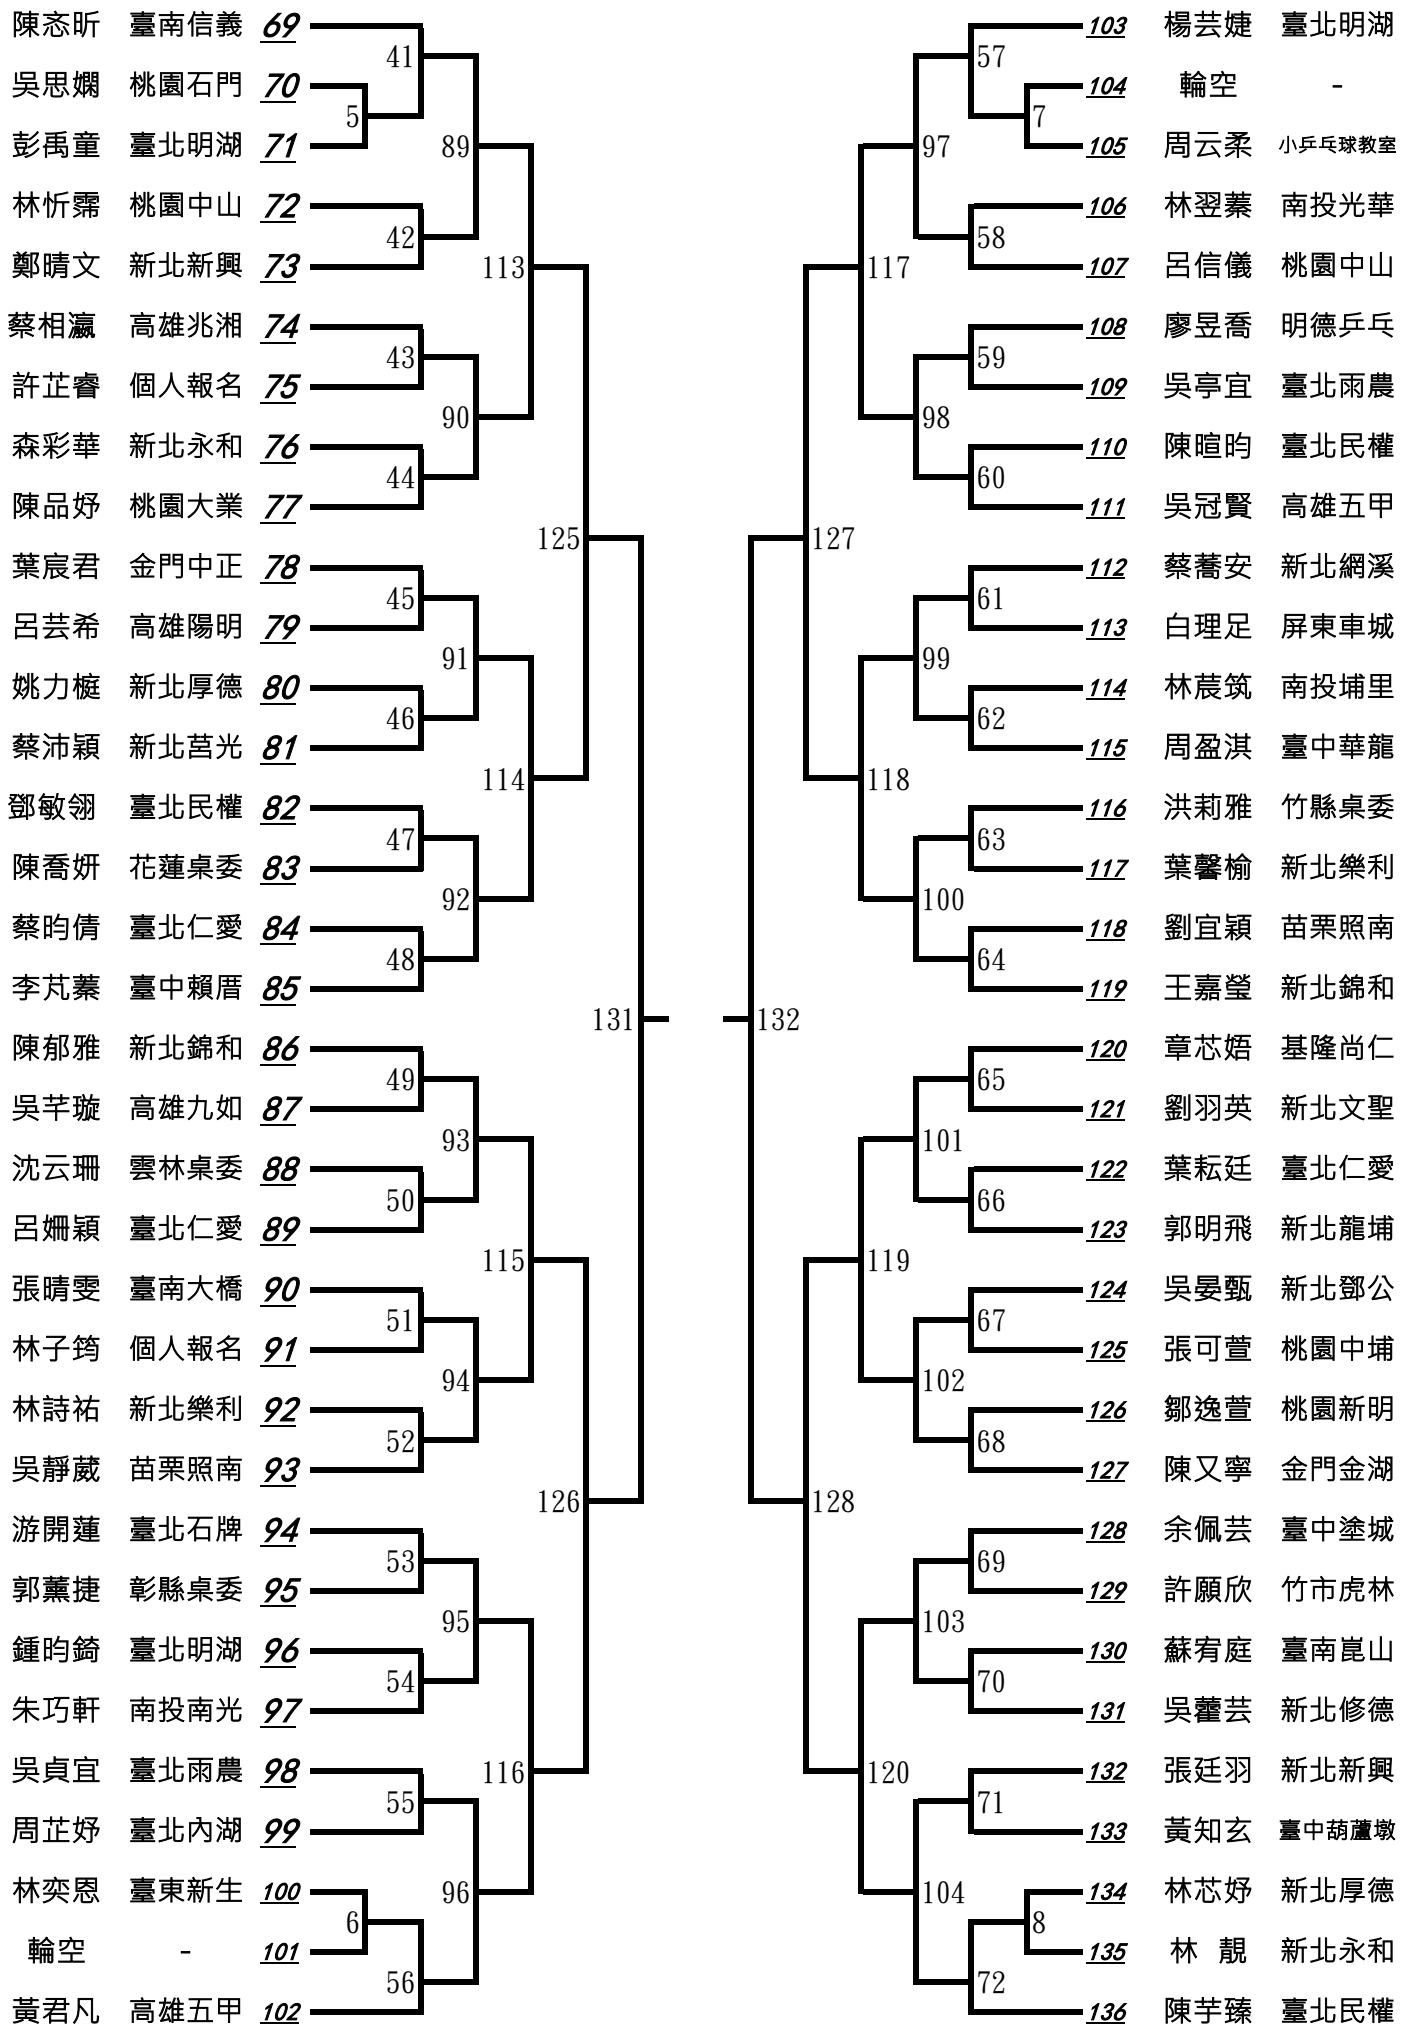 陳忞昕 臺南信義 69
吳思嫻 桃園石門 70
彭禹童 臺北明湖 71
林忻霈 桃園中山 72
鄭晴文 新北新興 73
蔡相瀛 高雄兆湘 74
許芷睿 個人報名 75
森彩華 新北永和 76
陳品妤 桃園大業 77
葉宸君 金門中正 78
呂芸希 高雄陽明 79
姚力榳 新北厚德 80
蔡沛穎 新北莒光 81
鄧敏翎 臺北民權 82
陳喬妍 花蓮桌委 83
蔡昀倩 臺北仁愛 84
李芃蓁 臺中賴厝 85
陳郁雅 新北錦和 86
吳芊璇 高雄九如 87
沈云珊 雲林桌委 88
呂姍穎 臺北仁愛 89
張晴雯 臺南大橋 90
林子筠 個人報名 91
林詩祐 新北樂利 92
吳靜葳 苗栗照南 93
游開蓮 臺北石牌 94
郭薰捷 彰縣桌委 95
鍾昀錡 臺北明湖 96
朱巧軒 南投南光 97
吳貞宜 臺北雨農 98
周芷妤 臺北內湖 99
林奕恩 臺東新生 100
輪空 - 101
黃君凡 高雄五甲 102
5
6
41
42
43
44
45
46
47
48
49
50
51
52
53
54
55
56
89
90
91
92
93
94
95
96
113
114
115
116
125
126
131
132
127
128
117
118
119
120
97
98
99
100
101
102
103
104
57
58
59
60
61
62
63
64
65
66
67
68
69
70
71
72
7
8
103 楊芸婕 臺北明湖
104 輪空 -
105 周云柔 小乒乓球教室
106 林翌蓁 南投光華
107 呂信儀 桃園中山
108 廖昱喬 明德乒乓
109 吳亭宜 臺北雨農
110 陳暄昀 臺北民權
111 吳冠賢 高雄五甲
112 蔡蕎安 新北網溪
113 白理足 屏東車城
114 林莀筑 南投埔里
115 周盈淇 臺中華龍
116 洪莉雅 竹縣桌委
117 葉馨榆 新北樂利
118 劉宜穎 苗栗照南
119 王嘉瑩 新北錦和
120 章芯娪 基隆尚仁
121 劉羽英 新北文聖
122 葉耘廷 臺北仁愛
123 郭明飛 新北龍埔
124 吳晏甄 新北鄧公
125 張可萱 桃園中埔
126 鄒逸萱 桃園新明
127 陳又寧 金門金湖
128 余佩芸 臺中塗城
129 許願欣 竹市虎林
130 蘇宥庭 臺南崑山
131 吳虇芸 新北修德
132 張廷羽 新北新興
133 黃知玄 臺中葫蘆墩
134 林芯妤 新北厚德
135 林 靚 新北永和
136 陳芋臻 臺北民權